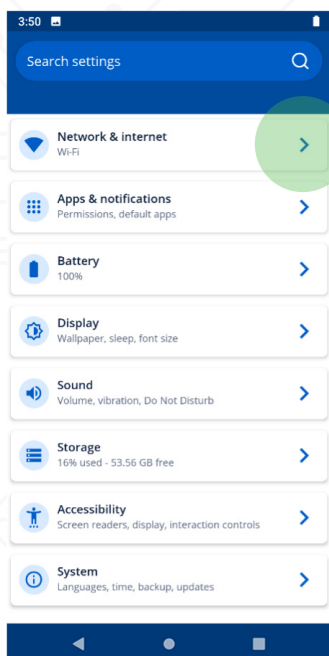 3:50
Search settings
Network & internet
Wi-Fi
Apps & notifications
Permissions, default apps
Battery
100%
Display
Wallpaper, sleep, font size
Sound
Volume, vibration, Do Not Disturb
Storage
16% used - 53.56 GB free
Accessibility
Screen readers, display, interaction controls
System
Languages, time, backup, updates